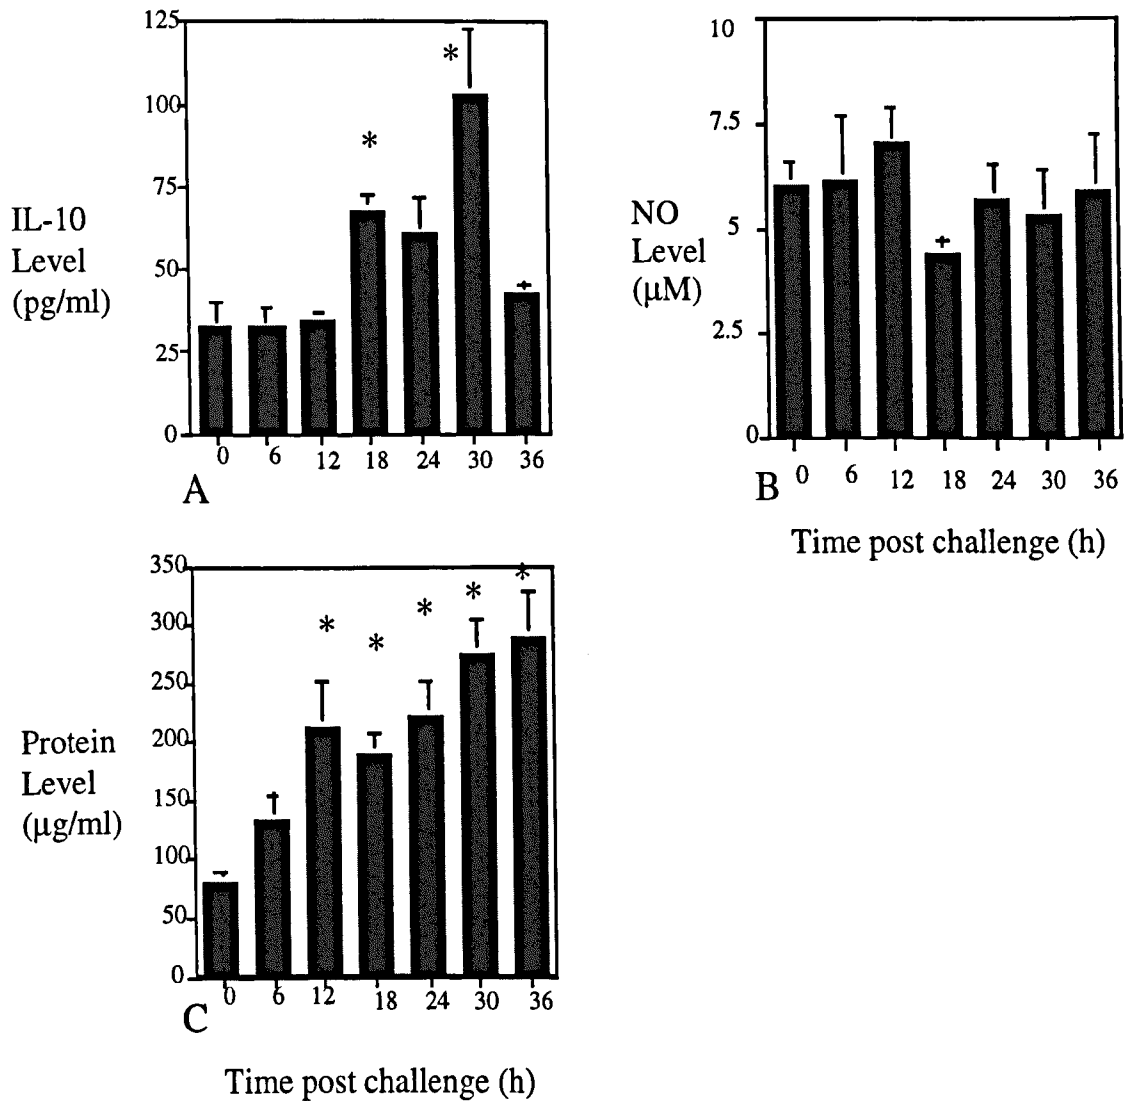 125
100
75
50
25
0
IL-10
Level
(pg/ml)
*
*
0 6 12 18 24 30 36
A
10
7.5
5
2.5
0
NO
Level
(μM)
0 6 12 18 24 30 36
B
Time post challenge (h)
350
300
250
200
150
100
50
0
Protein
Level
(μg/ml)
* * * * *
0 6 12 18 24 30 36
C
Time post challenge (h)